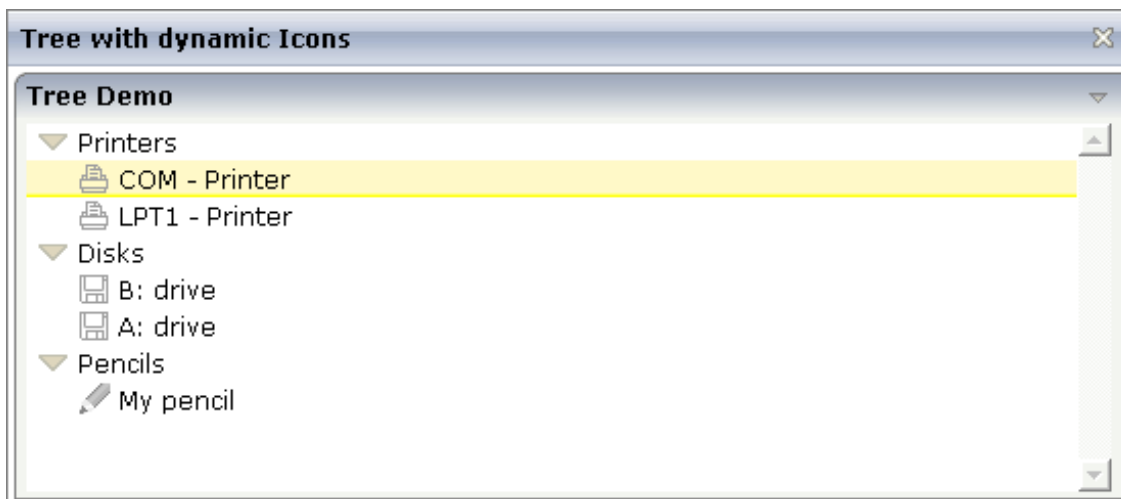 Tree with dynamic Icons
Tree Demo
Printers
COM - Printer
LPT1 - Printer
Disks
B: drive
A: drive
Pencils
My pencil